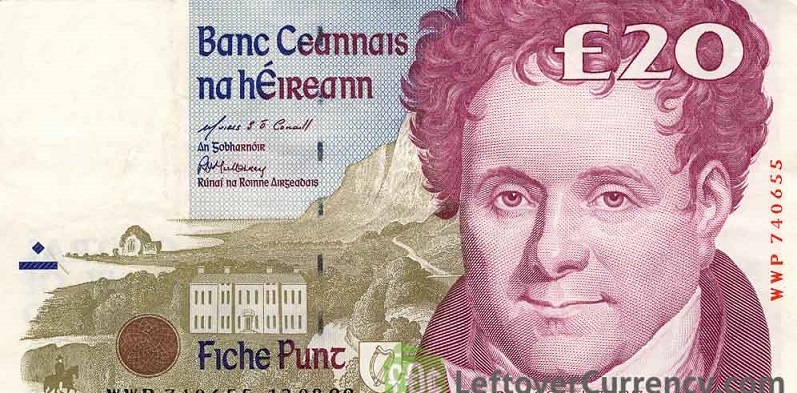 Banc Ceannais
£20
na hÉireann
An Gobharnóir
Rúnaí na Roinne Airgeadais
WWP 740655
Fiche Punt
LeftoverCurrency.com